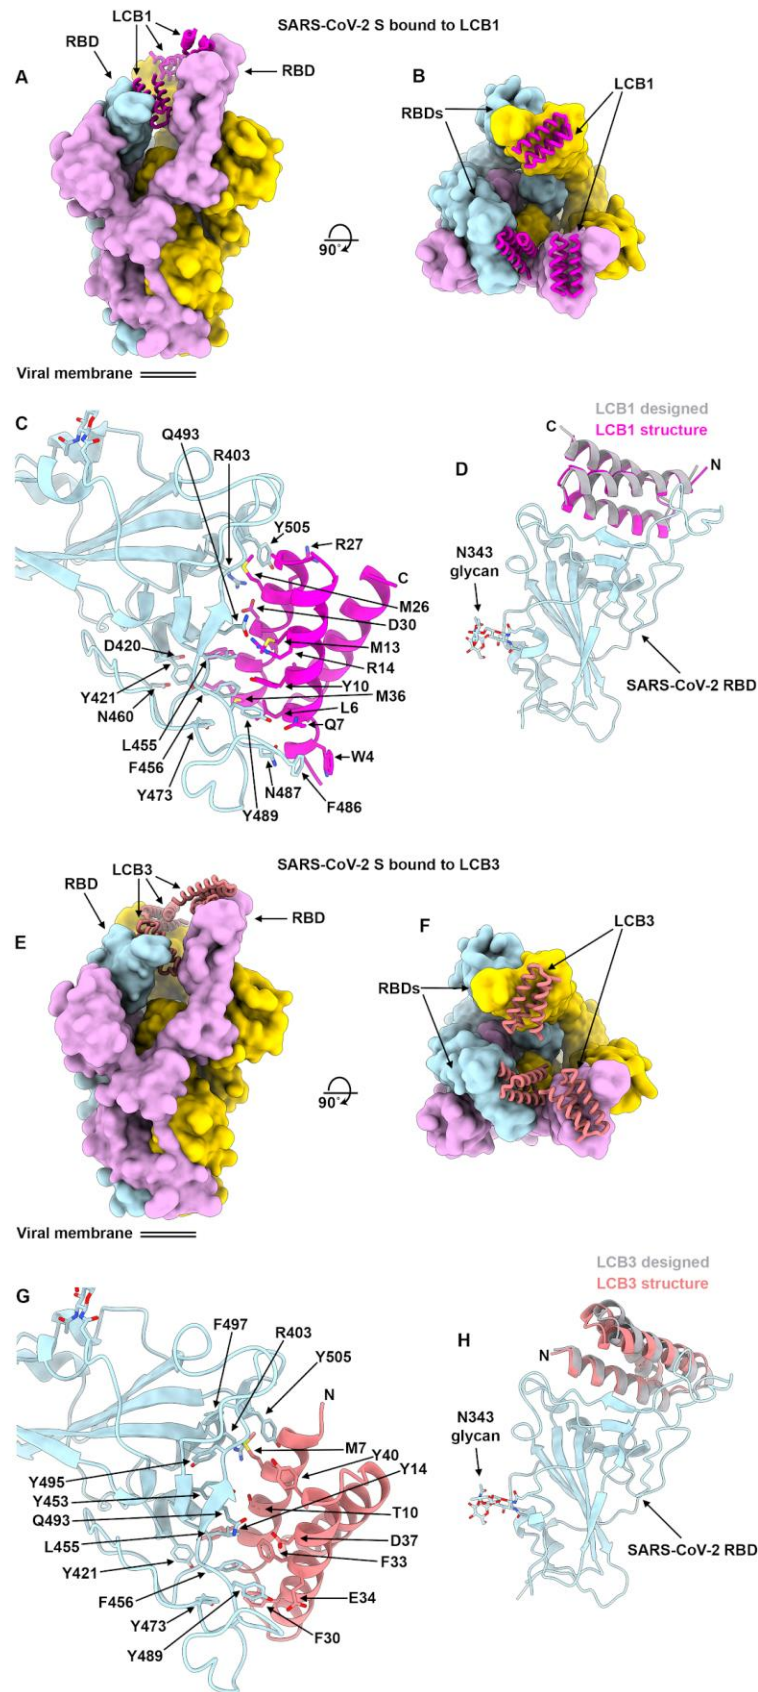 SARS-CoV-2 S bound to LCB1
LCB1
RBD
RBD
A
B
LCB1
RBDs
90°
Viral membrane
C
Q493
R403
Y505
R27
C
M26
D30
M13
R14
Y10
M36
L6
Q7
W4
D420
Y421
N460
L455
F456
Y473
Y489
N487
F486
LCB1 designed
LCB1 structure
C
D
N
N343
glycan
SARS-CoV-2 RBD
SARS-CoV-2 S bound to LCB3
LCB3
RBD
RBD
E
F
LCB3
RBDs
90°
Viral membrane
G
F497
R403
Y505
N
M7
Y40
Y14
T10
D37
F33
E34
F30
Y495
Y453
Q493
L455
Y421
F456
Y473
Y489
LCB3 designed
LCB3 structure
H
N
N343
glycan
SARS-CoV-2 RBD